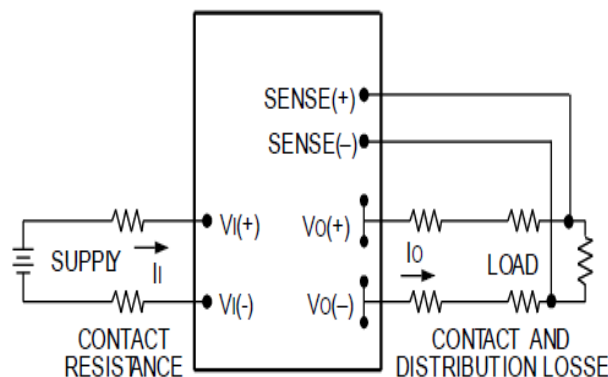 SENSE(+)
SENSE(–)
VI(+)
VO(+)
SUPPLY
II
IO
LOAD
VI(-)
VO(–)
CONTACT
RESISTANCE
CONTACT AND
DISTRIBUTION LOSSE